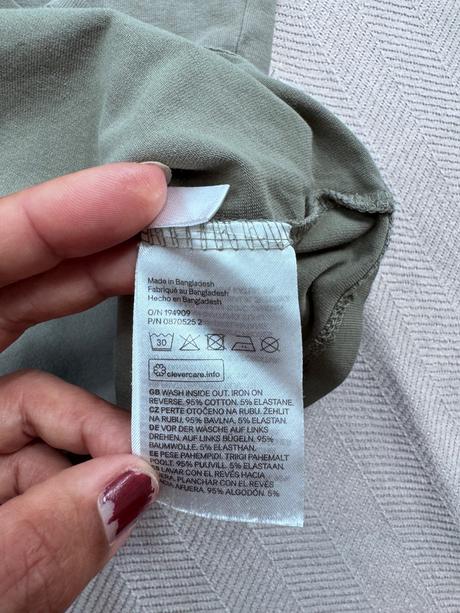 Made in Bangladesh
Fabriqué au Bangladesh
Hecho en Bangladesh
O/N 194909
P/N 0870525 2
30
clevercare.info
GB WASH INSIDE OUT. IRON ON
REVERSE. 95% COTTON. 5% ELASTANE.
CZ PERTE OTOČENO NA RUBU. ŽEHLIT
NA RUBU. 95% BAVLNA, 5% ELASTAN.
DE VOR DER WÄSCHE AUF LINKS
DREHEN. AUF LINKS BÜGELN. 95%
BAUMWOLLE. 5% ELASTHAN.
EE PESE PAHEMPIDI. TRIIGI PAHEMALT
POOLT. 95% PUUVILL. 5% ELASTAAN.
ES LAVAR CON EL REVÉS HACIA
AFUERA. PLANCHAR CON EL REVÉS HACIA
AFUERA. 95% ALGODÓN. 5%